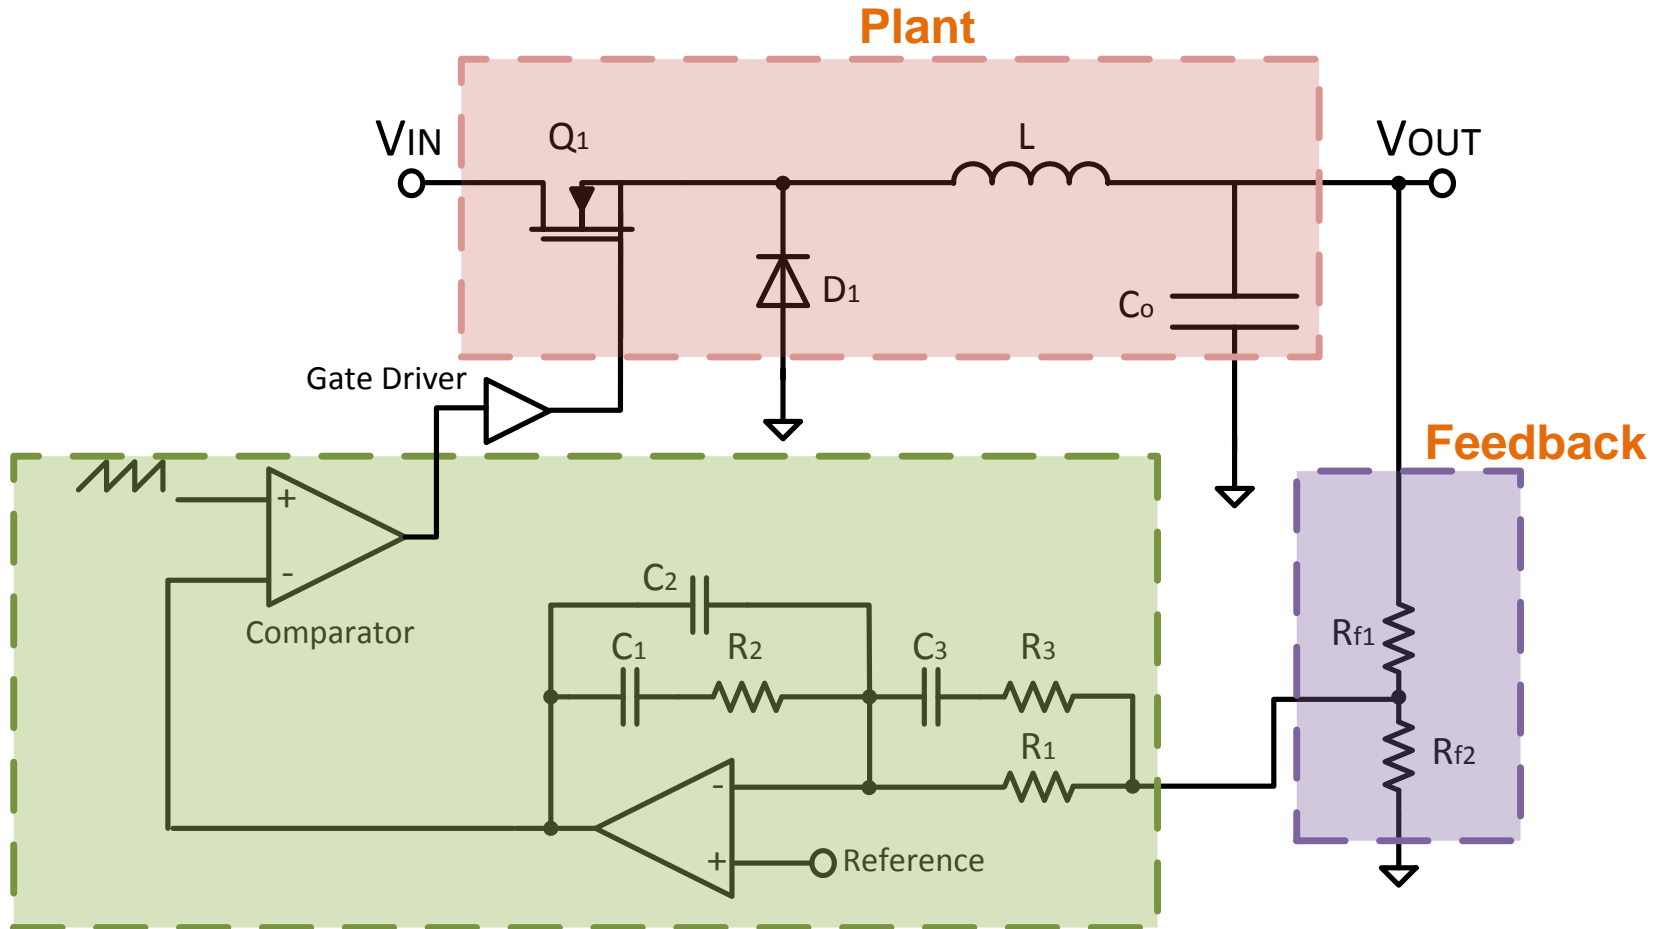 Plant
VIN
Q1
L
VOUT
D1
Co
Gate Driver
Feedback
+
-
Comparator
C2
C1
R2
C3
R3
R1
Rf1
Rf2
-
+
Reference